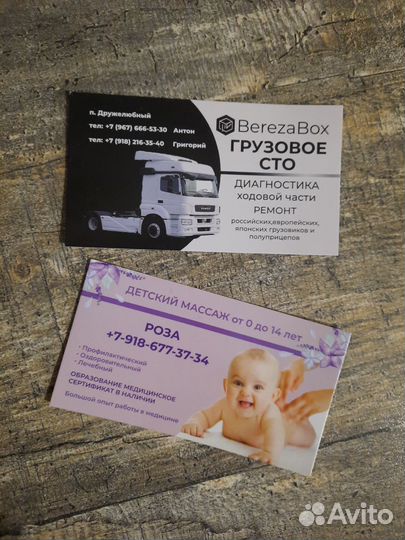 п. Дружелюбный
тел: +7 (967) 666-53-30 Антон
тел: +7 (918) 216-35-40 Григорий
BerezaBox
ГРУЗОВОЕ
СТО
ДИАГНОСТИКА
ходовой части
РЕМОНТ
российских,европейских,
японских грузовиков и
полуприцепов
ДЕТСКИЙ МАССАЖ от 0 до 14 лет
РОЗА
+7-918-677-37-34
- Профилактический
- Оздоровительный
- Лечебный
ОБРАЗОВАНИЕ МЕДИЦИНСКОЕ
СЕРТИФИКАТ В НАЛИЧИИ
Большой опыт работы в медицине
Avito